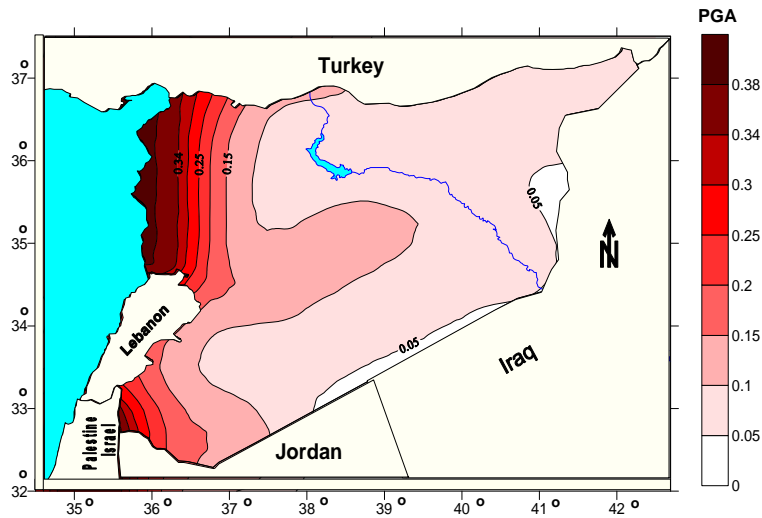 PGA
Turkey
37 o
0.38
0.34
0.34 0.25 0.15
36 o
0.3
0.05
0.25
35 o
N
0.2
Lebanon
34 o
0.15
0.05
Iraq
0.1
33 o
0.05
Palestine
Israel
Jordan
o
32
0
35 o 36 o 37 o 38 o 39 o 40 o 41 o 42 o